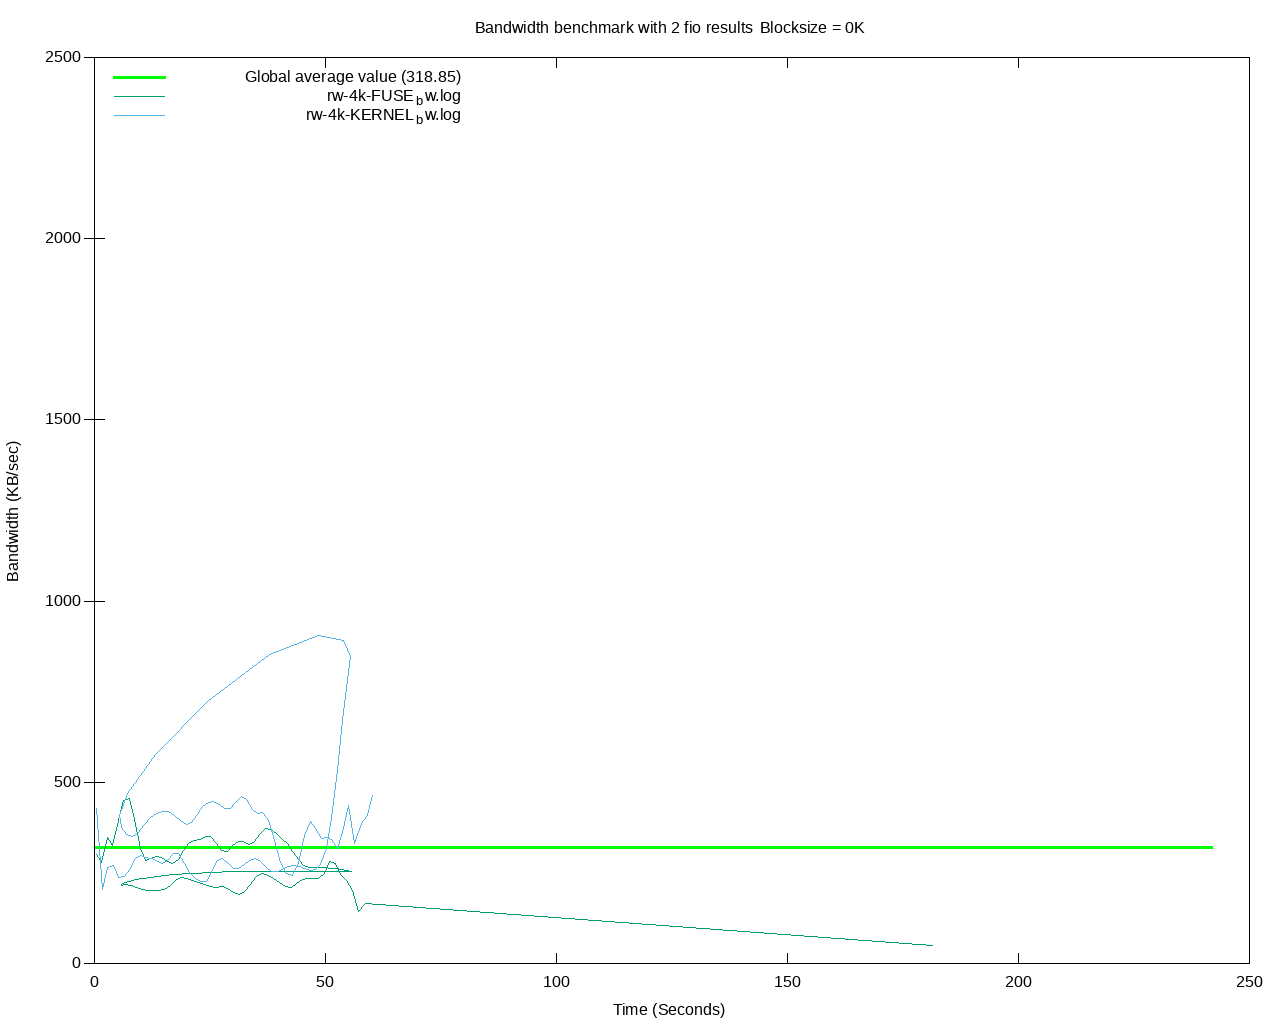 Bandwidth benchmark with 2 fio results Blocksize = 0K
2500
Global average value (318.85)
rw-4k-FUSE_bw.log
rw-4k-KERNEL_bw.log
2000
1500
1000
500
0
Bandwidth (KB/sec)
0 50 100 150 200 250
Time (Seconds)